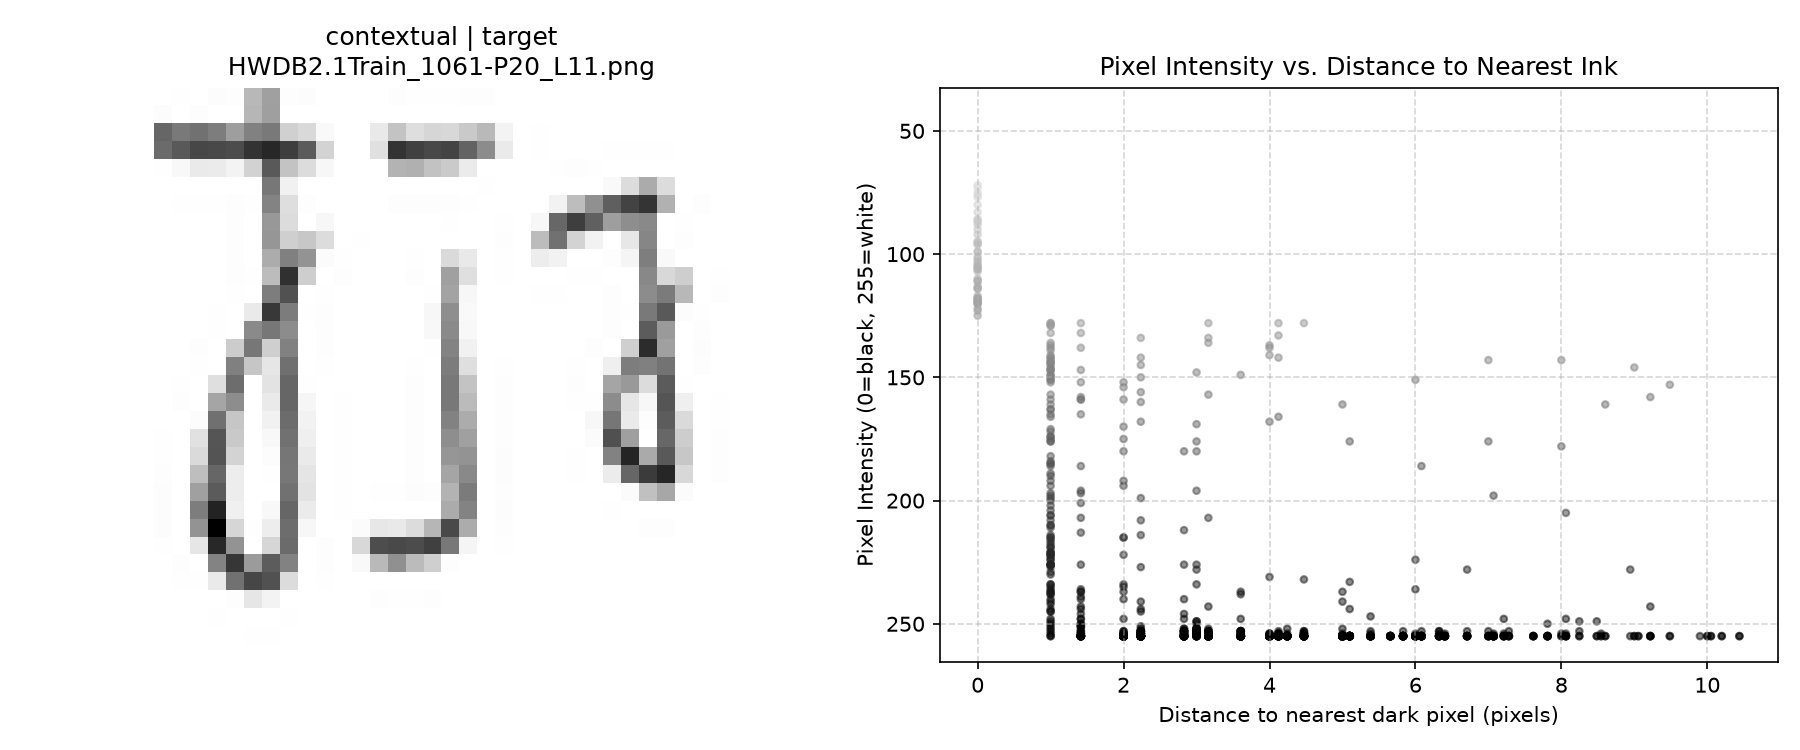 contextual | target
HWDB2.1Train_1061-P20_L11.png
Pixel Intensity vs. Distance to Nearest Ink
Pixel Intensity (0=black, 255=white)
50
100
150
200
250
0 2 4 6 8 10
Distance to nearest dark pixel (pixels)